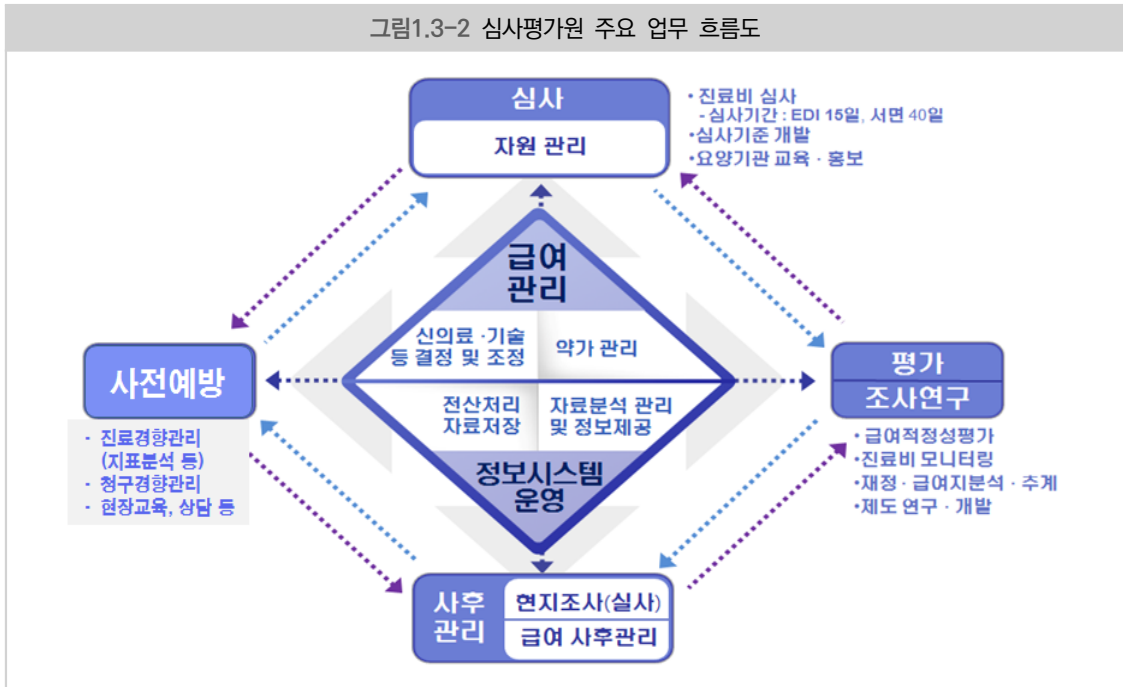 그림1.3-2 심사평가원 주요 업무 흐름도
심사
자원 관리
• 진료비 심사
- 심사기간 : EDI 15일, 서면 40일
•심사기준 개발
•요양기관 교육 · 홍보
급여
관리
신의료 ·기술
등 결정 및 조정
약가 관리
전산처리
자료저장
자료분석 관리
및 정보제공
정보시스템
운영
사전예방
- 진료경향관리
(지표분석 등)
- 청구경향관리
- 현장교육, 상담 등
평가
조사연구
• 급여적정성평가
•진료비 모니터링
•재정 · 급여지분석 · 추계
•제도 연구 · 개발
사후
관리
현지조사(실사)
급여 사후관리